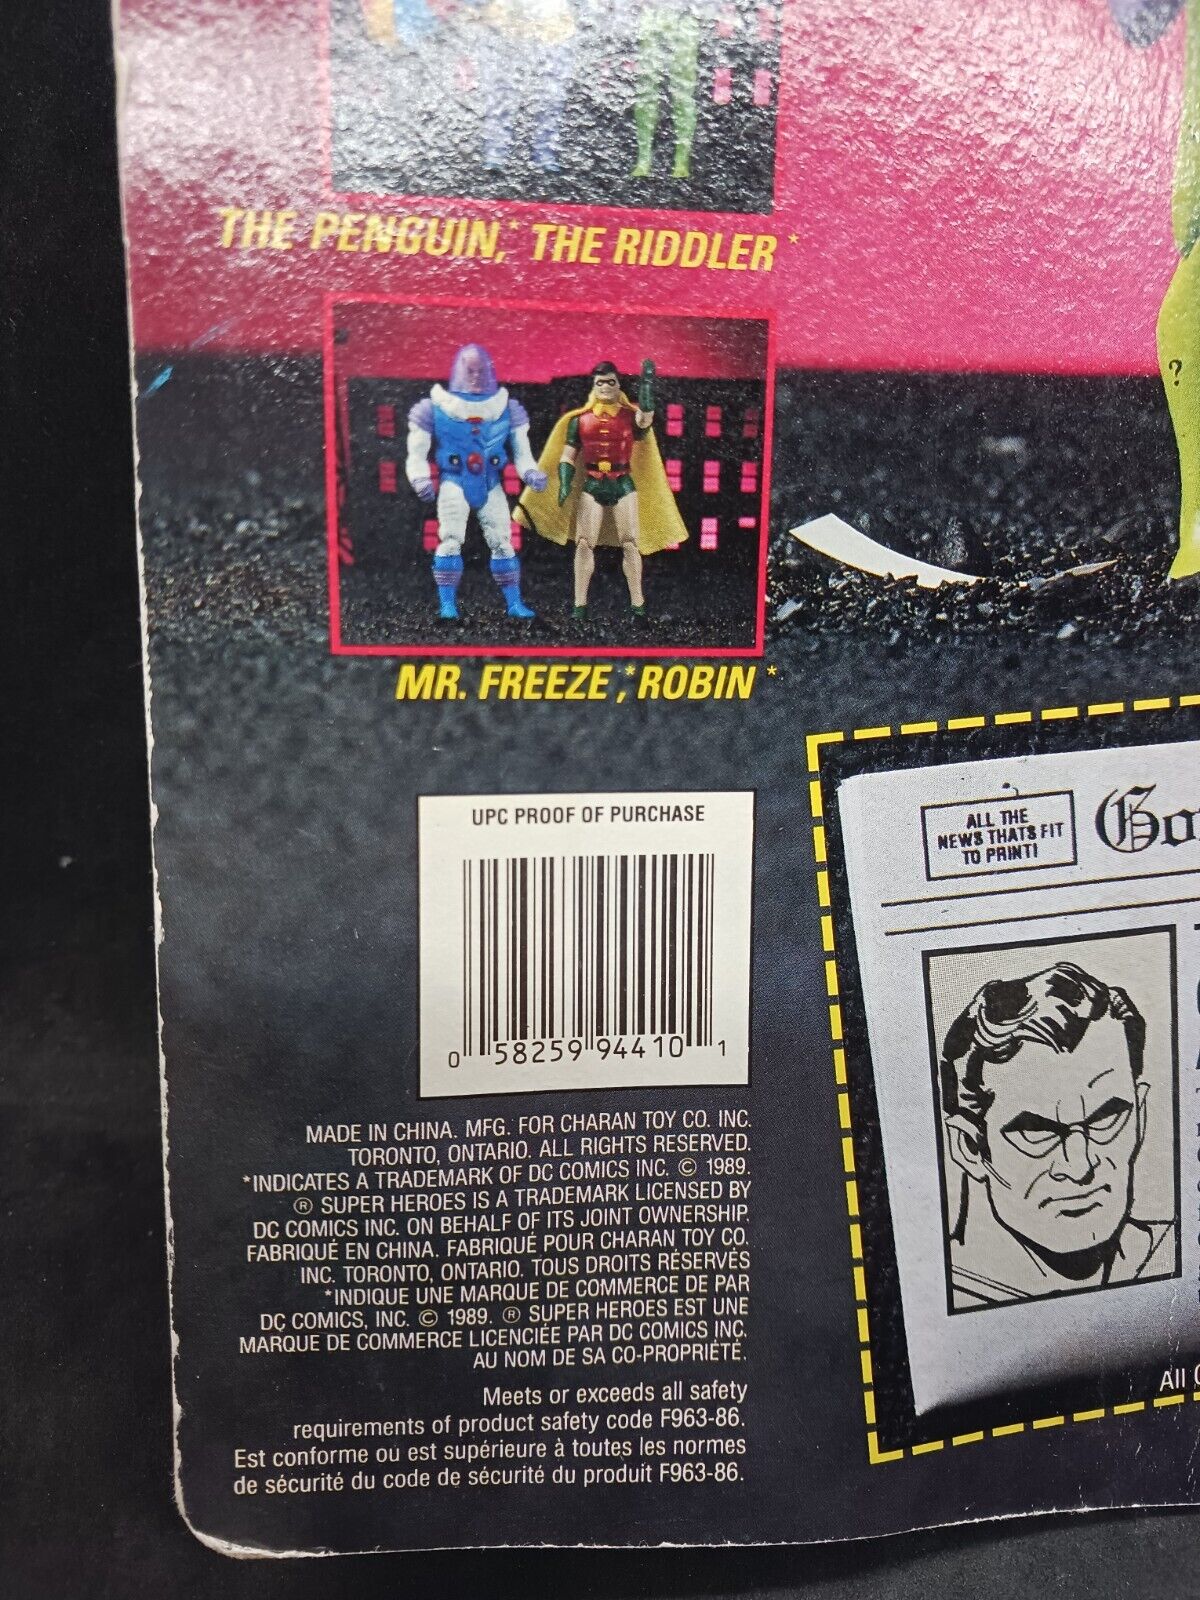 THE PENGUIN,* THE RIDDLER *
?
MR. FREEZE,* ROBIN *
UPC PROOF OF PURCHASE
0 58259 94410 1
MADE IN CHINA. MFG. FOR CHARAN TOY CO. INC.
TORONTO, ONTARIO. ALL RIGHTS RESERVED.
*INDICATES A TRADEMARK OF DC COMICS INC. © 1989.
® SUPER HEROES IS A TRADEMARK LICENSED BY
DC COMICS INC. ON BEHALF OF ITS JOINT OWNERSHIP.
FABRIQUÉ EN CHINA. FABRIQUÉ POUR CHARAN TOY CO.
INC. TORONTO, ONTARIO. TOUS DROITS RÉSERVÉS
*INDIQUE UNE MARQUE DE COMMERCE DE PAR
DC COMICS, INC. © 1989. ® SUPER HEROES EST UNE
MARQUE DE COMMERCE LICENCIÉE PAR DC COMICS INC.
AU NOM DE SA CO-PROPRIÉTÉ.
Meets or exceeds all safety
requirements of product safety code F963-86.
Est conforme ou est supérieure à toutes les normes
de sécurité du code de sécurité du produit F963-86.
ALL THE
NEWS THATS FIT
TO PRINT!
Go
All